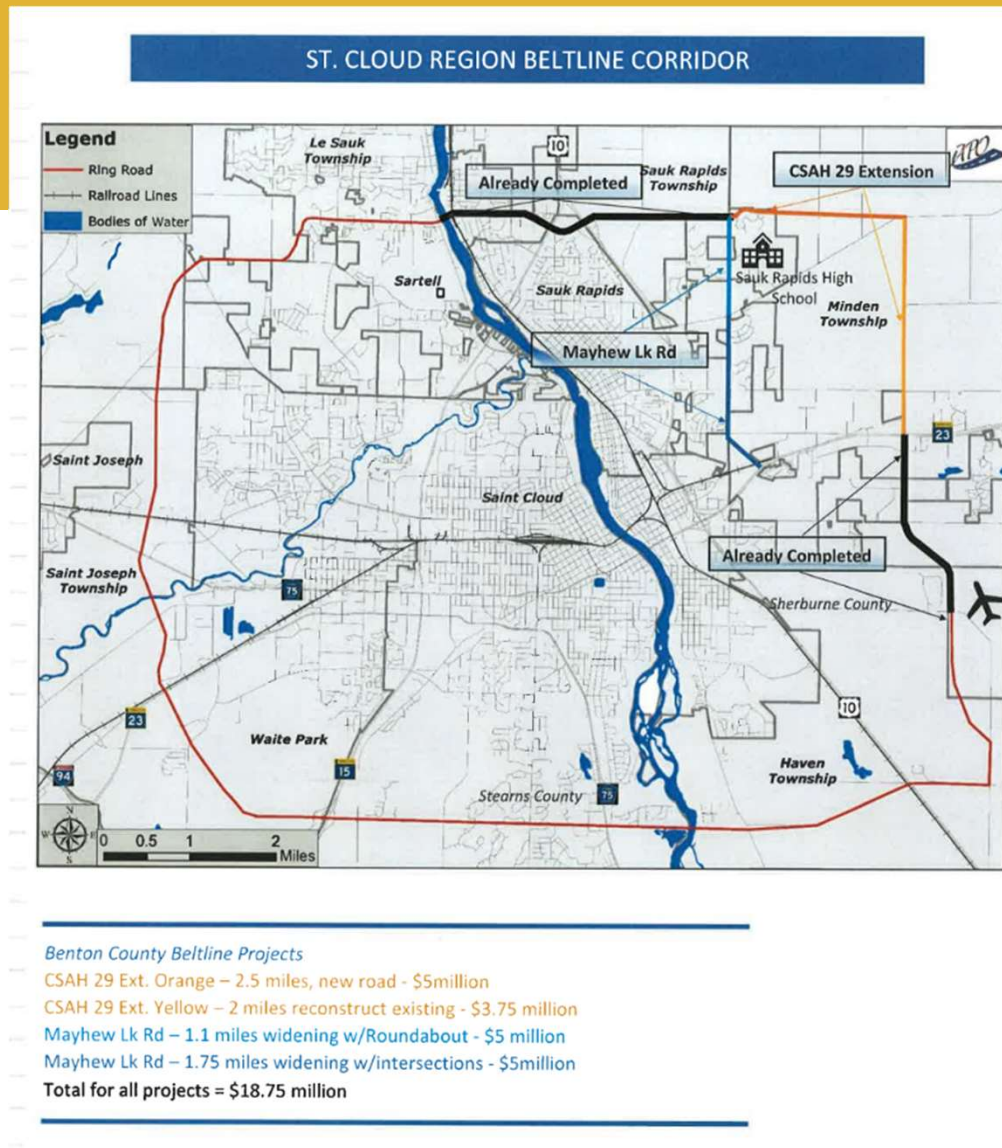 ST. CLOUD REGION BELTLINE CORRIDOR
Legend
Ring Road
Railroad Lines
Bodies of Water
Le Sauk
Township
10
Already Completed
Sauk Rapids
Township
CSAH 29 Extension
APO
Sartell
Sauk Rapids
Sauk Rapids High
School
Minden
Township
Mayhew Lk Rd
23
Saint Joseph
Saint Cloud
Already Completed
Saint Joseph
Township
75
Sherburne County
23
10
Waite Park
15
Haven
Township
94
Stearns County
75
N
W E
S
0 0.5 1 2
Miles
Benton County Beltline Projects
CSAH 29 Ext. Orange – 2.5 miles, new road - $5million
CSAH 29 Ext. Yellow – 2 miles reconstruct existing - $3.75 million
Mayhew Lk Rd – 1.1 miles widening w/Roundabout - $5 million
Mayhew Lk Rd – 1.75 miles widening w/intersections - $5million
Total for all projects = $18.75 million